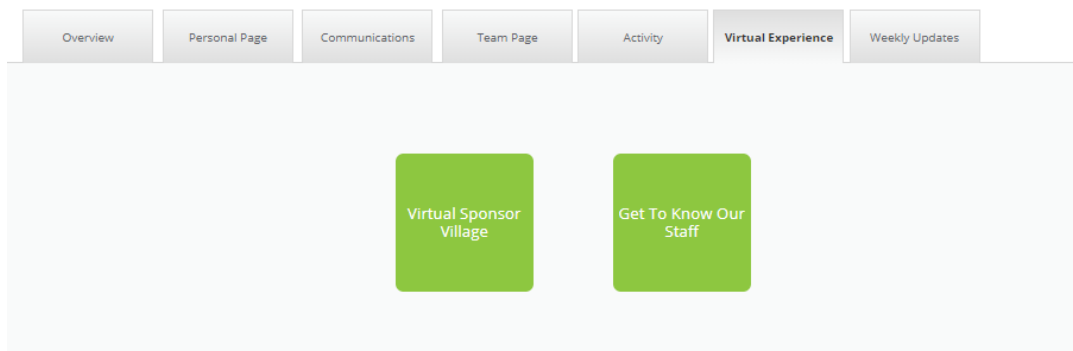 Overview
Personal Page
Communications
Team Page
Activity
Virtual Experience
Weekly Updates
Virtual Sponsor
Village
Get To Know Our
Staff